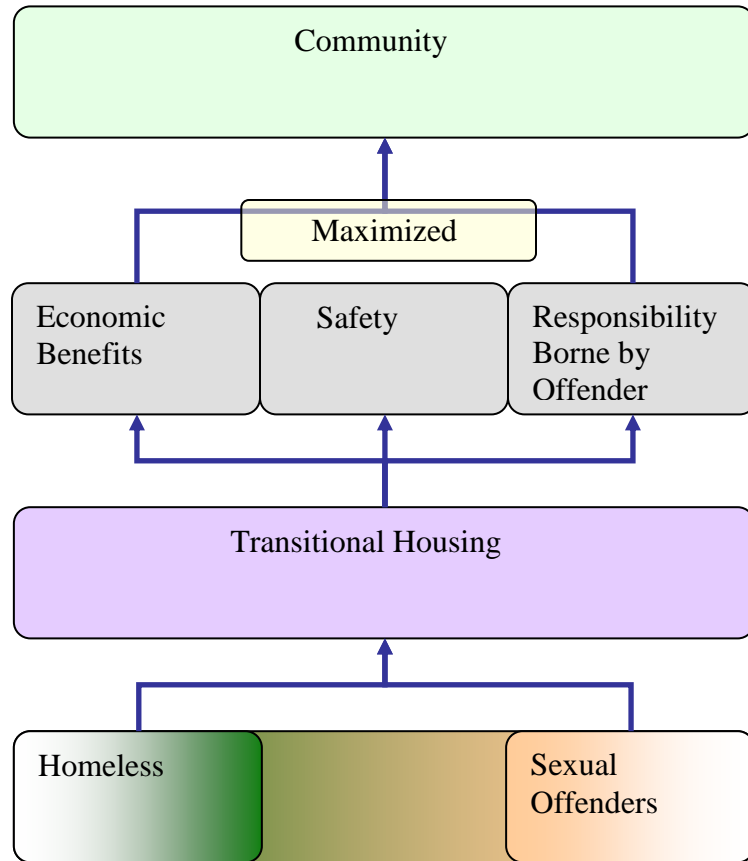 Community
Maximized
Economic
Benefits
Safety
Responsibility
Borne by
Offender
Transitional Housing
Homeless
Sexual
Offenders